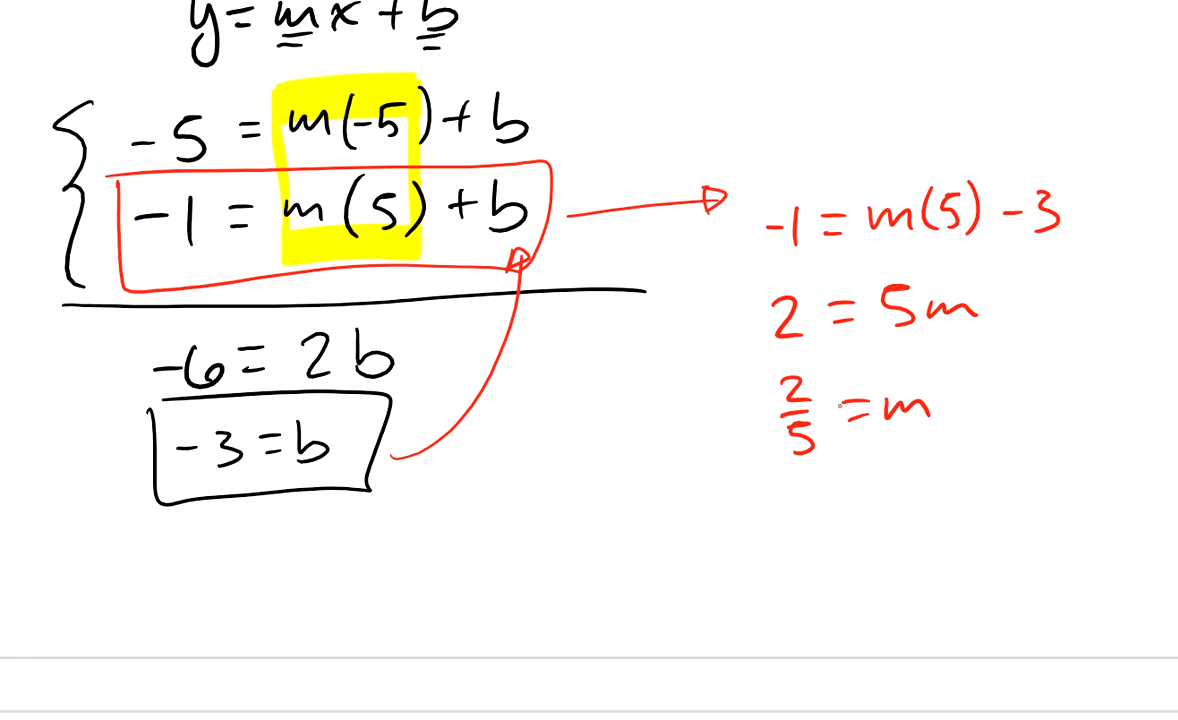 y = mx + b
-5 = m(-5) + b
-1 = m(5) + b
-6 = 2b
-3 = b
-1 = m(5) - 3
2 = 5m
2/5 = m